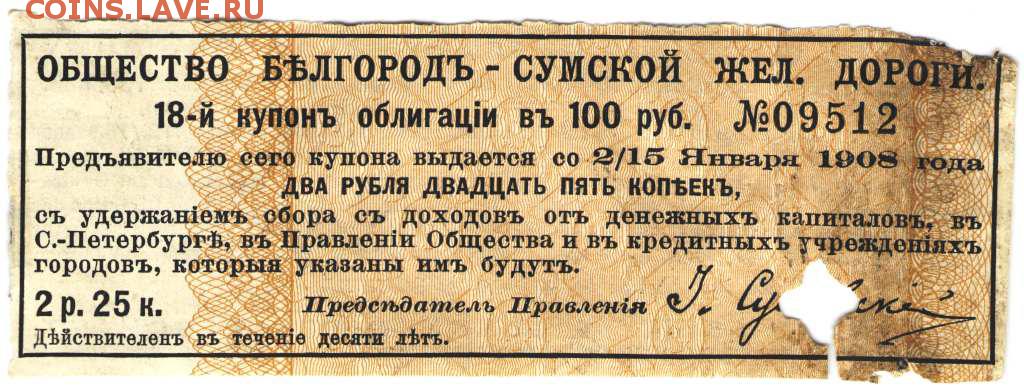 COINS.LAVE.RU
ОБЩЕСТВО БѢЛГОРОДЪ - СУМСКОЙ ЖЕЛ. ДОРОГИ.
18-й купонъ облигаціи въ 100 руб. №09512
Предъявителю сего купона выдается со 2/15 Января 1908 года
ДВА РУБЛЯ ДВАДЦАТЬ ПЯТЬ КОПѢЕКЪ,
съ удержаніемъ сбора съ доходовъ отъ денежныхъ капиталовъ, въ
С.-Петербургѣ, въ Правленіи Общества и въ кредитныхъ учрежденіяхъ
городовъ, которыя указаны имъ будутъ.
2 р. 25 к. Предсѣдатель Правленія
Дѣйствителенъ въ теченіе десяти лѣтъ.